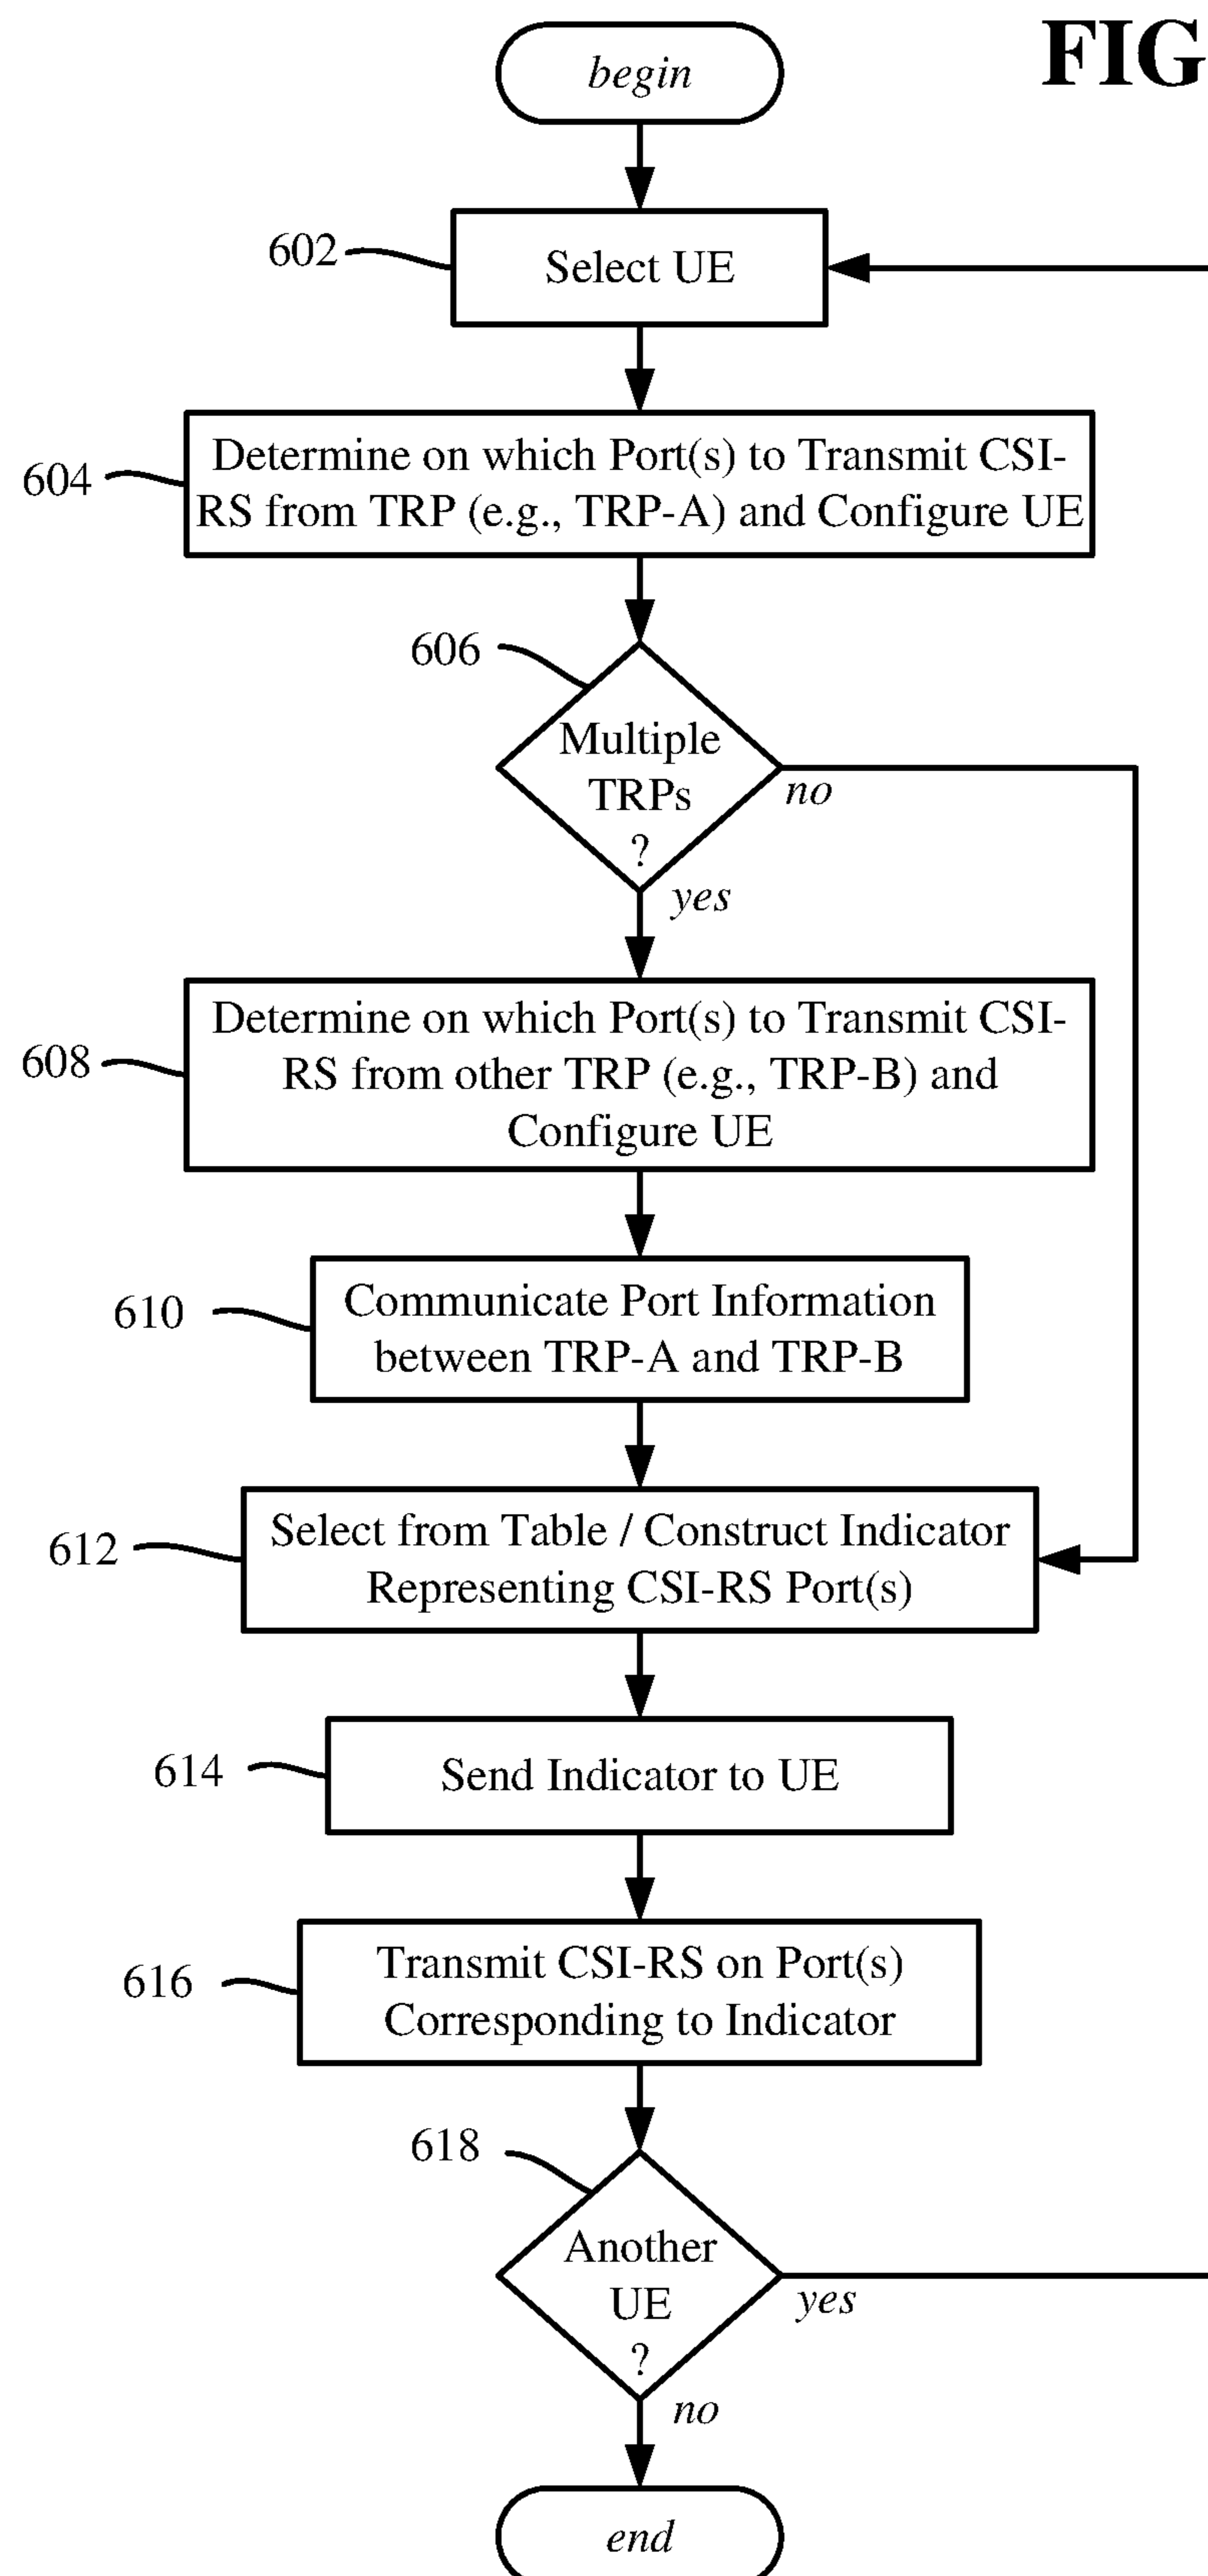 begin
FIG
602
Select UE
604
Determine on which Port(s) to Transmit CSI-
RS from TRP (e.g., TRP-A) and Configure UE
606
Multiple
TRPs
?
no
yes
608
Determine on which Port(s) to Transmit CSI-
RS from other TRP (e.g., TRP-B) and
Configure UE
610
Communicate Port Information
between TRP-A and TRP-B
612
Select from Table / Construct Indicator
Representing CSI-RS Port(s)
614
Send Indicator to UE
616
Transmit CSI-RS on Port(s)
Corresponding to Indicator
618
Another
UE
?
yes
no
end